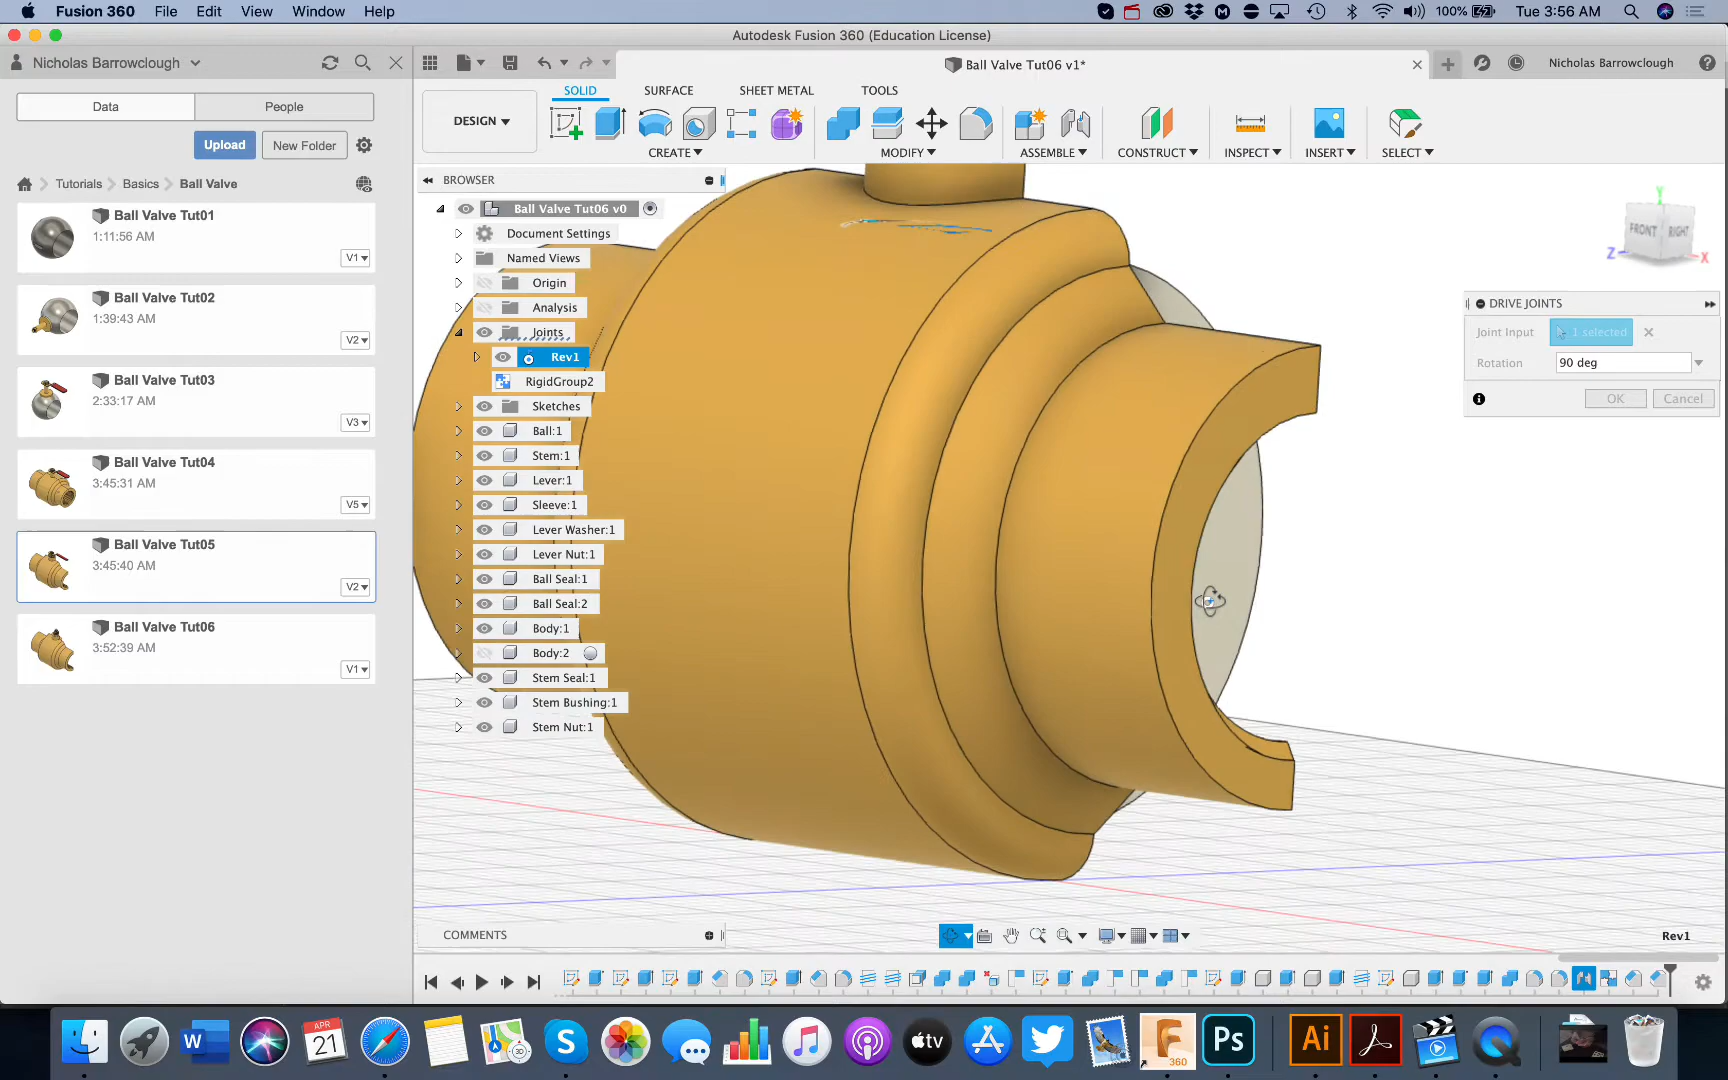 Fusion 360 File Edit View Window Help 100% Tue 3:56 AM
Autodesk Fusion 360 (Education License)
Nicholas Barrowclough
Ball Valve Tut06 v1*
Nicholas Barrowclough
Data People
Upload New Folder
Tutorials Basics Ball Valve
Ball Valve Tut01
1:11:56 AM
V1
Ball Valve Tut02
1:39:43 AM
V2
Ball Valve Tut03
2:33:17 AM
V3
Ball Valve Tut04
3:45:31 AM
V5
Ball Valve Tut05
3:45:40 AM
V2
Ball Valve Tut06
3:52:39 AM
V1
SOLID SURFACE SHEET METAL TOOLS
DESIGN
CREATE MODIFY ASSEMBLE CONSTRUCT INSPECT INSERT SELECT
BROWSER
Ball Valve Tut06 v0
Document Settings
Named Views
Origin
Analysis
Joints
Rev1
RigidGroup2
Sketches
Ball:1
Stem:1
Lever:1
Sleeve:1
Lever Washer:1
Lever Nut:1
Ball Seal:1
Ball Seal:2
Body:1
Body:2
Stem Seal:1
Stem Bushing:1
Stem Nut:1
Y
FRONT RIGHT
Z X
DRIVE JOINTS
Joint Input 1 selected
Rotation 90 deg
OK Cancel
COMMENTS
Rev1
APR
21
W
S
tv
360
Ps
Ai
3D